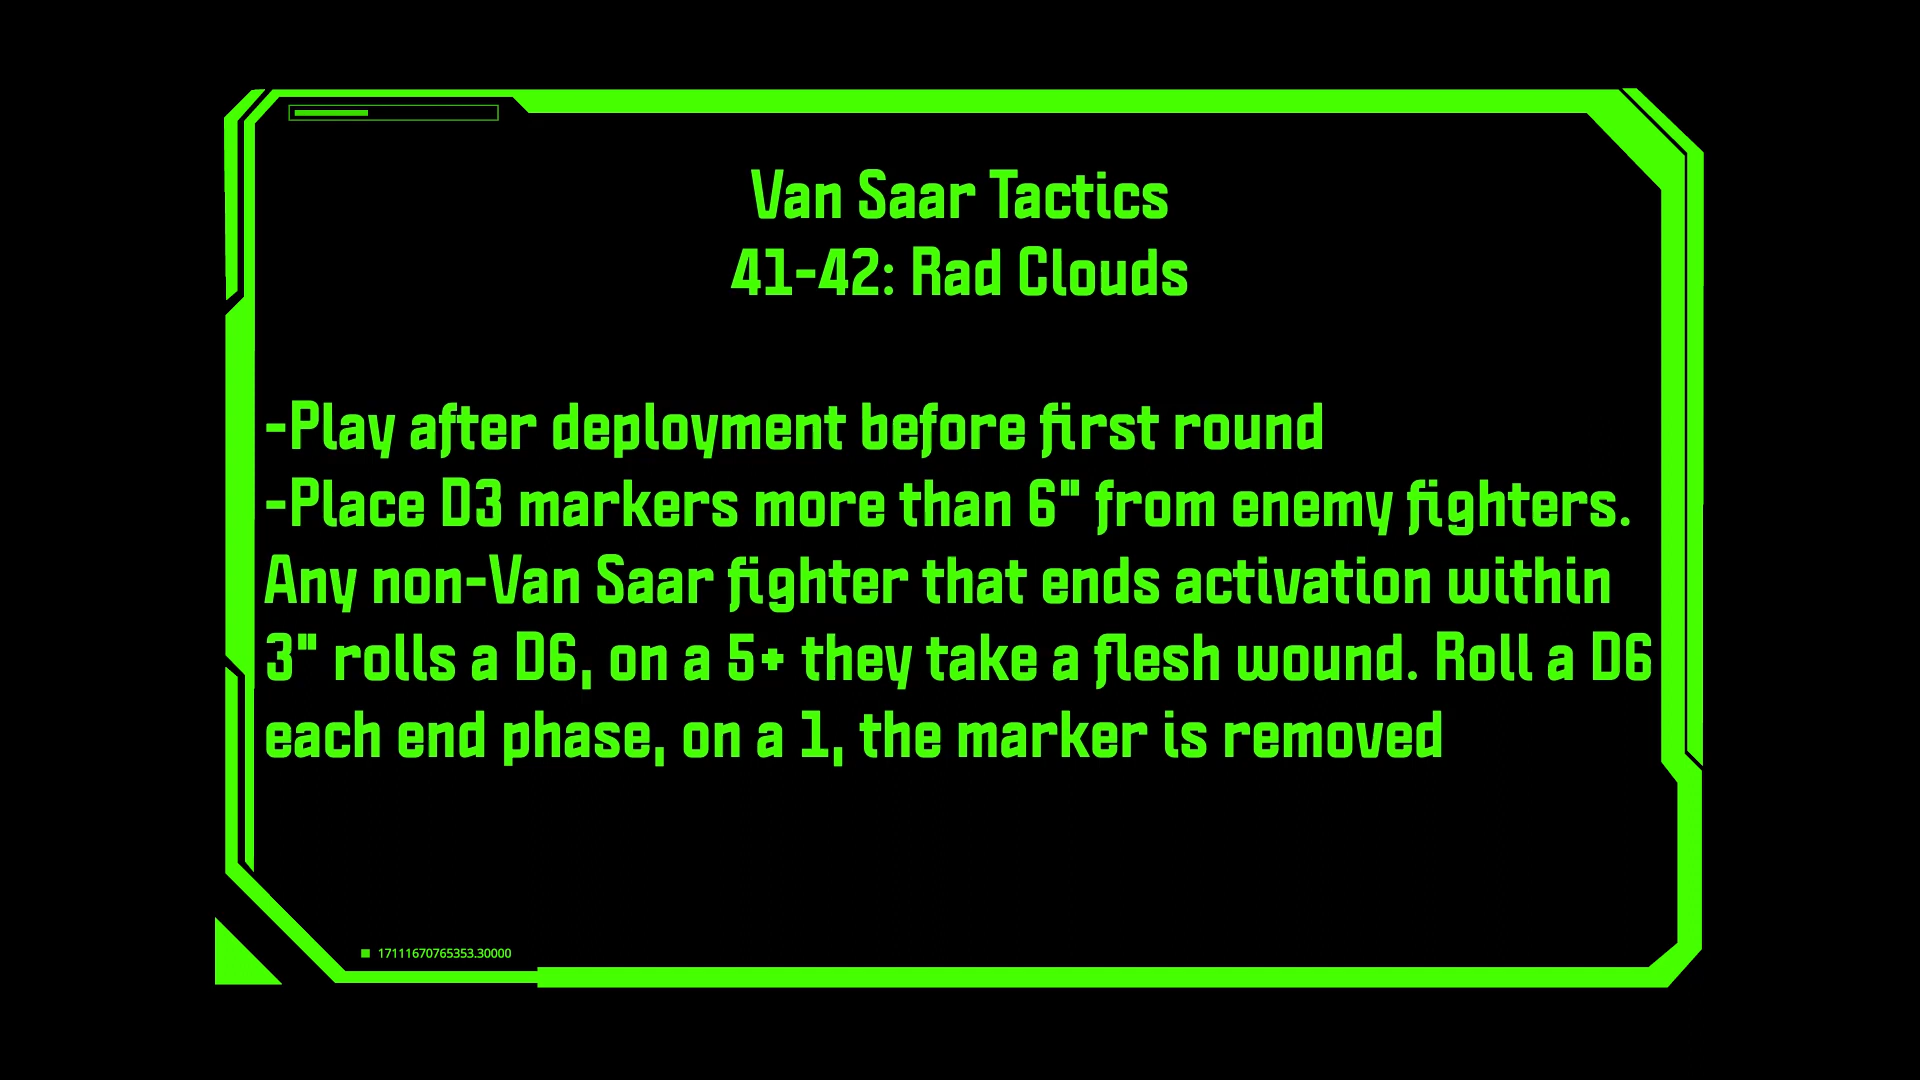 Van Saar Tactics
41-42: Rad Clouds
-Play after deployment before first round
-Place D3 markers more than 6" from enemy fighters.
Any non-Van Saar fighter that ends activation within
3" rolls a D6, on a 5+ they take a flesh wound. Roll a D6
each end phase, on a 1, the marker is removed
17111670765353.30000